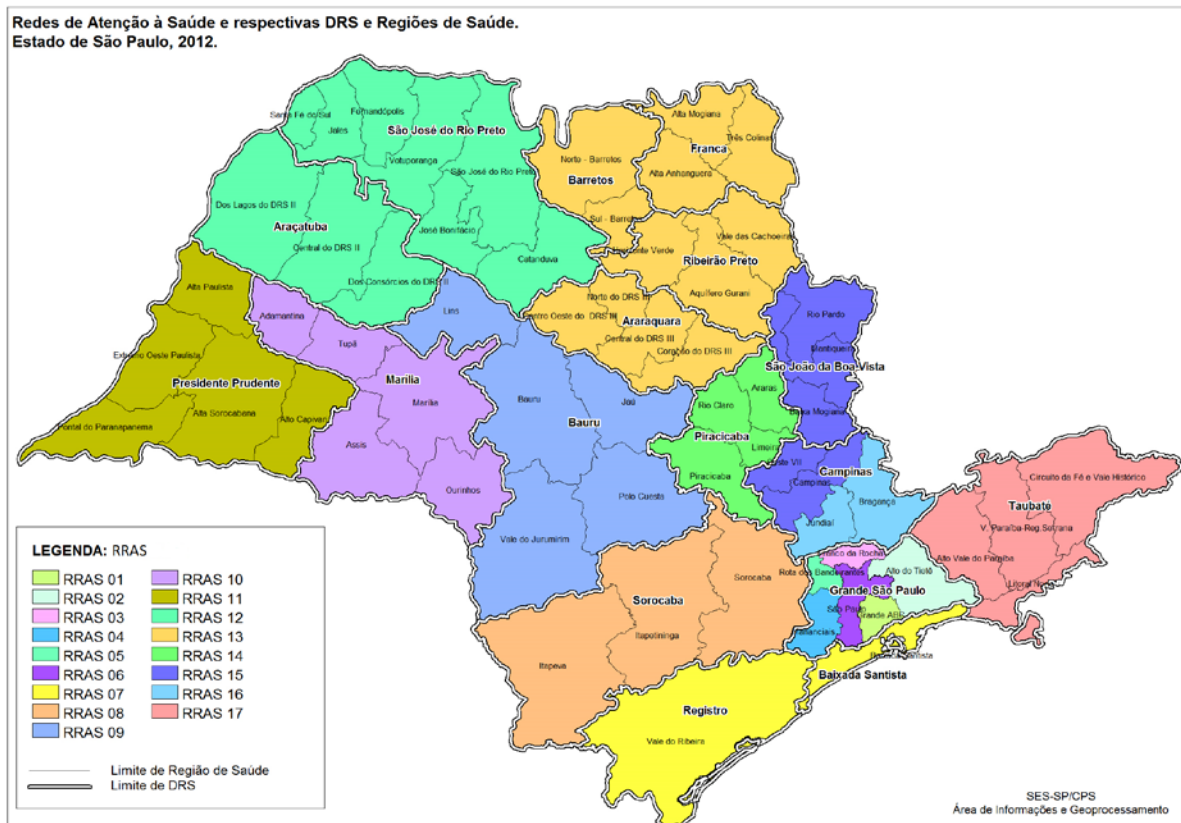 Redes de Atenção à Saúde e respectivas DRS e Regiões de Saúde.
Estado de São Paulo, 2012.
Santa Fé do Sul
Jales
Fernandópolis
São José do Rio Preto
Votuporanga
São José do Rio Preto
José Bonifácio
Catanduva
Dos Lagos do DRS II
Araçatuba
Central do DRS II
Dos Consórcios do DRS II
Norte - Barretos
Barretos
Sul - Barretos
Alta Mogiana
Três Colinas
Franca
Alta Anhanguera
Horizonte Verde
Vale das Cachoeiras
Ribeirão Preto
Aquífero Gurani
Norte do DRS III
Centro Oeste do DRS III
Araraquara
Central do DRS III
Coração do DRS III
Alta Paulista
Extremo Oeste Paulista
Presidente Prudente
Alta Sorocabana
Alto Capivari
Pontal do Paranapanema
Adamantina
Tupã
Marília
Marília
Assis
Ourinhos
Lins
Bauru
Jaú
Bauru
Polo Cuesta
Vale do Jurumirim
Rio Pardo
Mantiqueira
São João da Boa Vista
Baixa Mogiana
Araras
Rio Claro
Piracicaba
Limeira
Piracicaba
Oeste VII
Campinas
Campinas
Bragança
Jundiaí
Circuito da Fé e Vale Histórico
Taubaté
V. Paraíba-Reg.Serrana
Alto Vale do Paraíba
Litoral Norte
Franco da Rocha
Rota dos Bandeirantes
Alto do Tietê
Grande São Paulo
São Paulo
Grande ABC
Mananciais
Sorocaba
Sorocaba
Itapetininga
Itapeva
Baixada Santista
Baixada Santista
Registro
Vale do Ribeira
LEGENDA: RRAS
RRAS 01
RRAS 02
RRAS 03
RRAS 04
RRAS 05
RRAS 06
RRAS 07
RRAS 08
RRAS 09
RRAS 10
RRAS 11
RRAS 12
RRAS 13
RRAS 14
RRAS 15
RRAS 16
RRAS 17
Limite de Região de Saúde
Limite de DRS
SES-SP/CPS
Área de Informações e Geoprocessamento